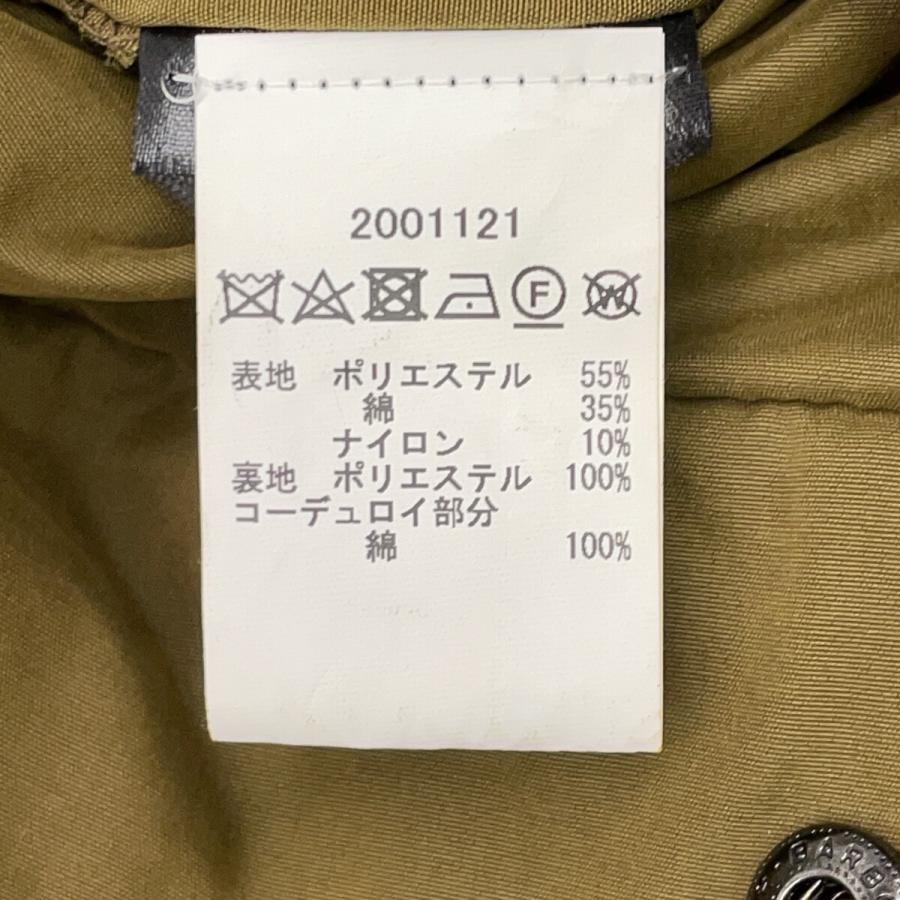 2001121
F W
表地 ポリエステル 55%
綿 35%
ナイロン 10%
裏地 ポリエステル 100%
コーデュロイ部分
綿 100%